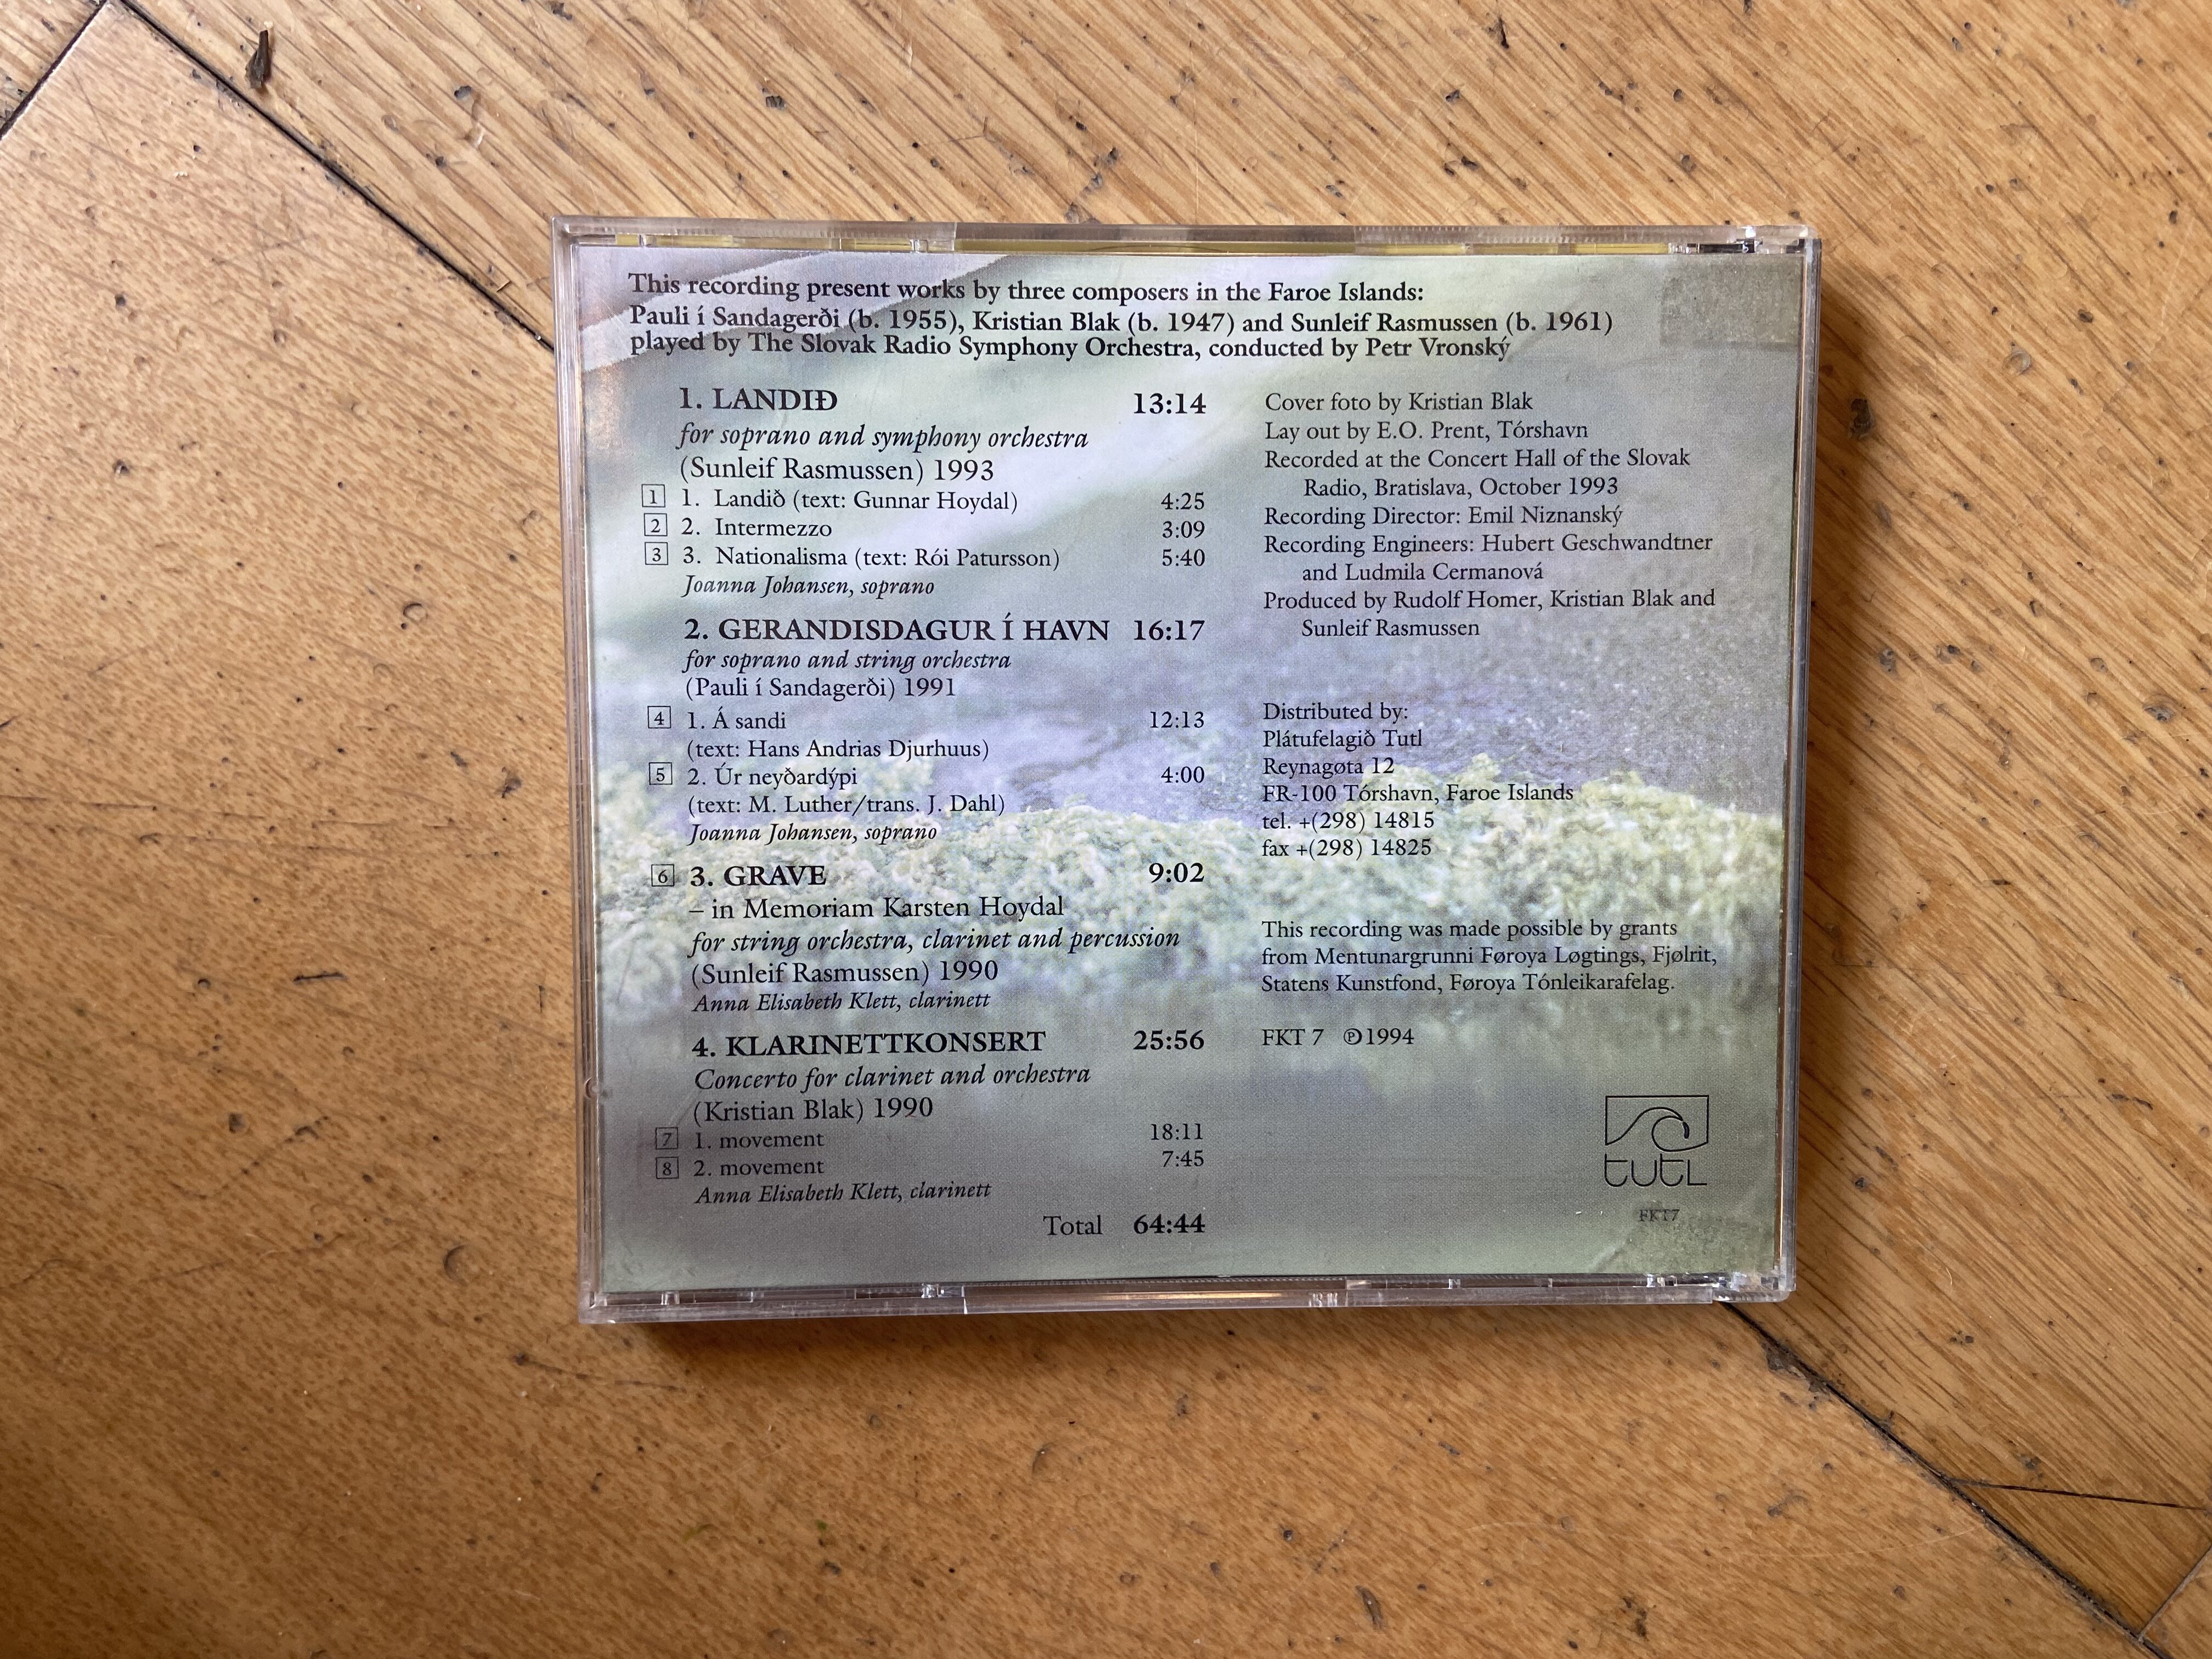 This recording present works by three composers in the Faroe Islands:
Pauli í Sandagerði (b. 1955), Kristian Blak (b. 1947) and Sunleif Rasmussen (b. 1961)
played by The Slovak Radio Symphony Orchestra, conducted by Petr Vronský
1. LANDIÐ 13:14
for soprano and symphony orchestra
(Sunleif Rasmussen) 1993
1 1. Landið (text: Gunnar Hoydal) 4:25
2 2. Intermezzo 3:09
3 3. Nationalisma (text: Rói Patursson) 5:40
Joanna Johansen, soprano
2. GERANDISDAGUR Í HAVN 16:17
for soprano and string orchestra
(Pauli í Sandagerði) 1991
4 1. Á sandi 12:13
(text: Hans Andrias Djurhuus)
5 2. Úr neyðardýpi 4:00
(text: M. Luther/trans. J. Dahl)
Joanna Johansen, soprano
6 3. GRAVE 9:02
– in Memoriam Karsten Hoydal
for string orchestra, clarinet and percussion
(Sunleif Rasmussen) 1990
Anna Elisabeth Klett, clarinett
4. KLARINETTKONSERT 25:56
Concerto for clarinet and orchestra
(Kristian Blak) 1990
7 1. movement 18:11
8 2. movement 7:45
Anna Elisabeth Klett, clarinett
Total 64:44
Cover foto by Kristian Blak
Lay out by E.O. Prent, Tórshavn
Recorded at the Concert Hall of the Slovak
Radio, Bratislava, October 1993
Recording Director: Emil Niznanský
Recording Engineers: Hubert Geschwandtner
and Ludmila Cermanová
Produced by Rudolf Homer, Kristian Blak and
Sunleif Rasmussen
Distributed by:
Plátufelagið Tutl
Reynagøta 12
FR-100 Tórshavn, Faroe Islands
tel. +(298) 14815
fax +(298) 14825
This recording was made possible by grants
from Mentunargrunni Føroya Løgtings, Fjølrit,
Statens Kunstfond, Føroya Tónleikarafelag.
FKT 7 ℗1994
tutl
FKT7